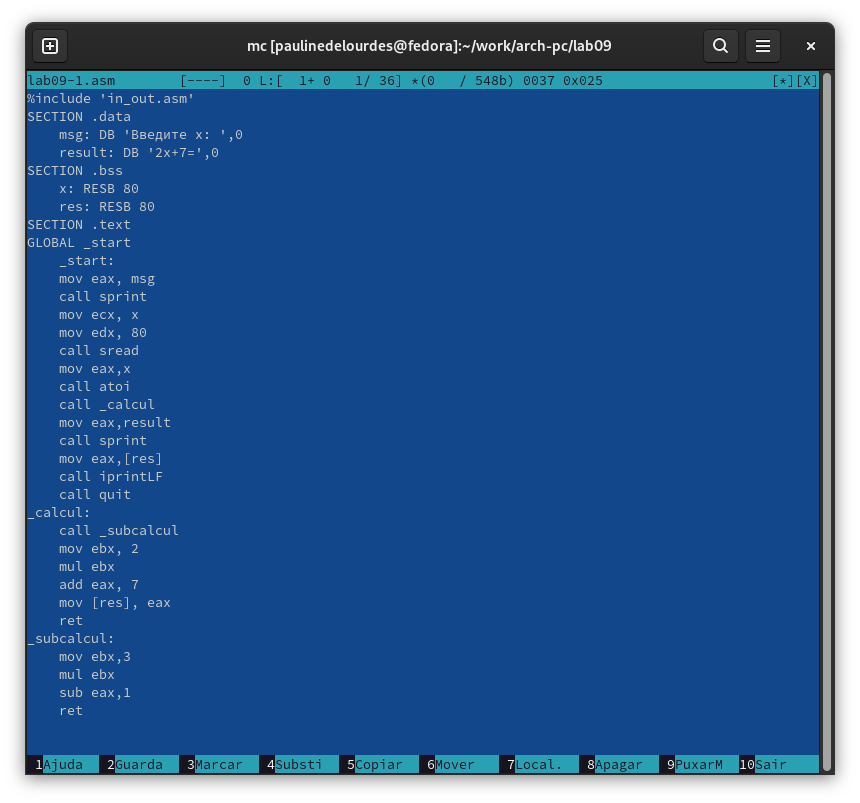 mc [paulinedelourdes@fedora]:~/work/arch-pc/lab09
lab09-1.asm        [----]  0 L:[  1+ 0   1/ 36] *(0   / 548b) 0037 0x025                     [*][X]
%include 'in_out.asm'
SECTION .data
    msg: DB 'Введите x: ',0
    result: DB '2x+7=',0
SECTION .bss
    x: RESB 80
    res: RESB 80
SECTION .text
GLOBAL _start
    _start:
    mov eax, msg
    call sprint
    mov ecx, x
    mov edx, 80
    call sread
    mov eax,x
    call atoi
    call _calcul
    mov eax,result
    call sprint
    mov eax,[res]
    call iprintLF
    call quit
_calcul:
    call _subcalcul
    mov ebx, 2
    mul ebx
    add eax, 7
    mov [res], eax
    ret
_subcalcul:
    mov ebx,3
    mul ebx
    sub eax,1
    ret
1Ajuda  2Guarda  3Marcar  4Substi  5Copiar  6Mover  7Local.  8Apagar  9PuxarM  10Sair